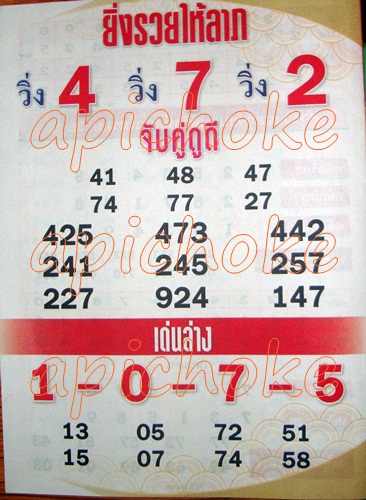 ยิ่งรวยให้ลาภ
วิ่ง 4 วิ่ง 7 วิ่ง 2
apichoke
จับคู่ดูดี
41 48 47
74 77 27
425 473 442
apichoke
241 245 257
227 924 147
เด่นล่าง
apichoke
1 - 0 - 7 - 5
13 05 72 51
15 07 74 58